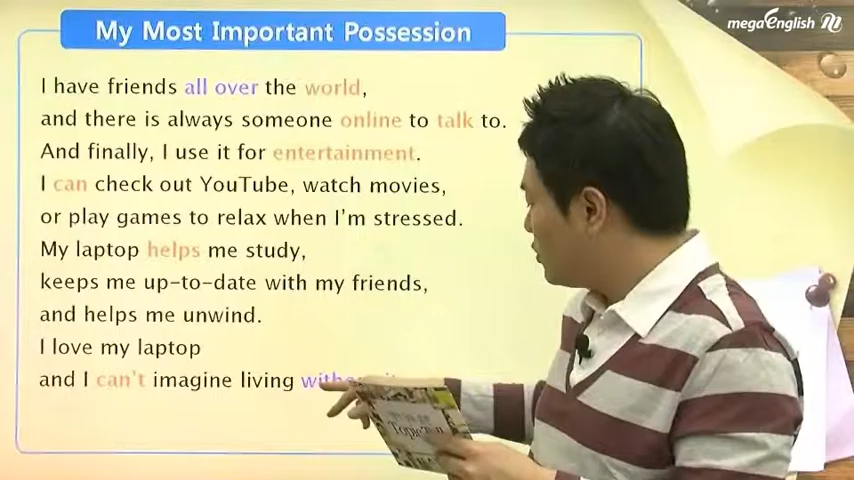 My Most Important Possession
megaEnglish m
I have friends all over the world,
and there is always someone online to talk to.
And finally, I use it for entertainment.
I can check out YouTube, watch movies,
or play games to relax when I'm stressed.
My laptop helps me study,
keeps me up-to-date with my friends,
and helps me unwind.
I love my laptop
and I can't imagine living